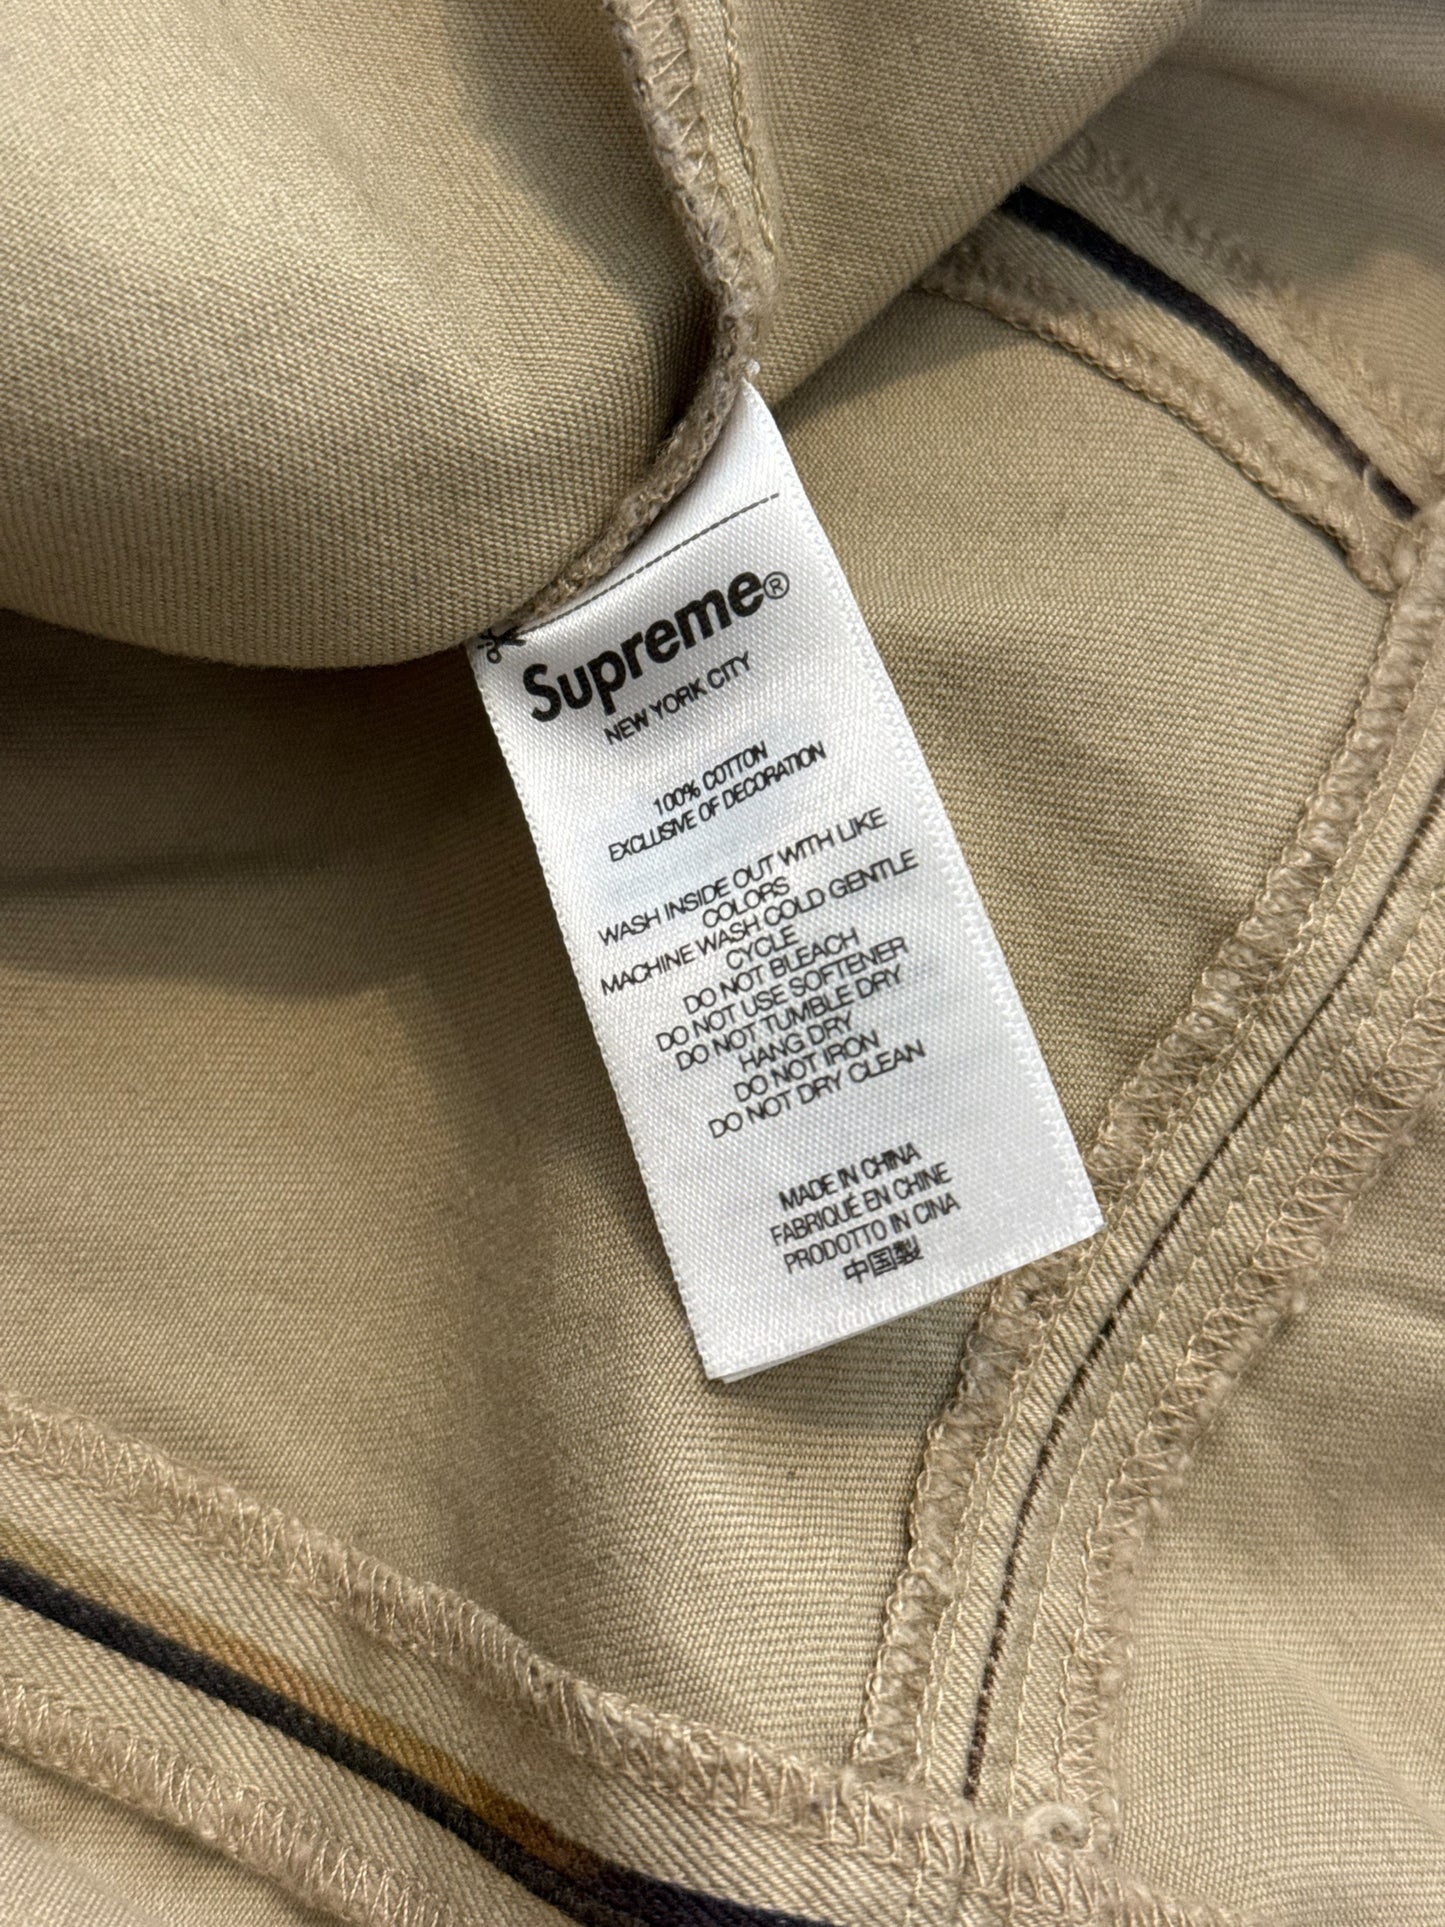 Supreme®
NEW YORK CITY
100% COTTON
EXCLUSIVE OF DECORATION
WASH INSIDE OUT WITH LIKE
COLORS
MACHINE WASH COLD GENTLE
CYCLE
DO NOT BLEACH
DO NOT USE SOFTENER
DO NOT TUMBLE DRY
HANG DRY
DO NOT IRON
DO NOT DRY CLEAN
MADE IN CHINA
FABRIQUÉ EN CHINE
PRODOTTO IN CINA
中国製